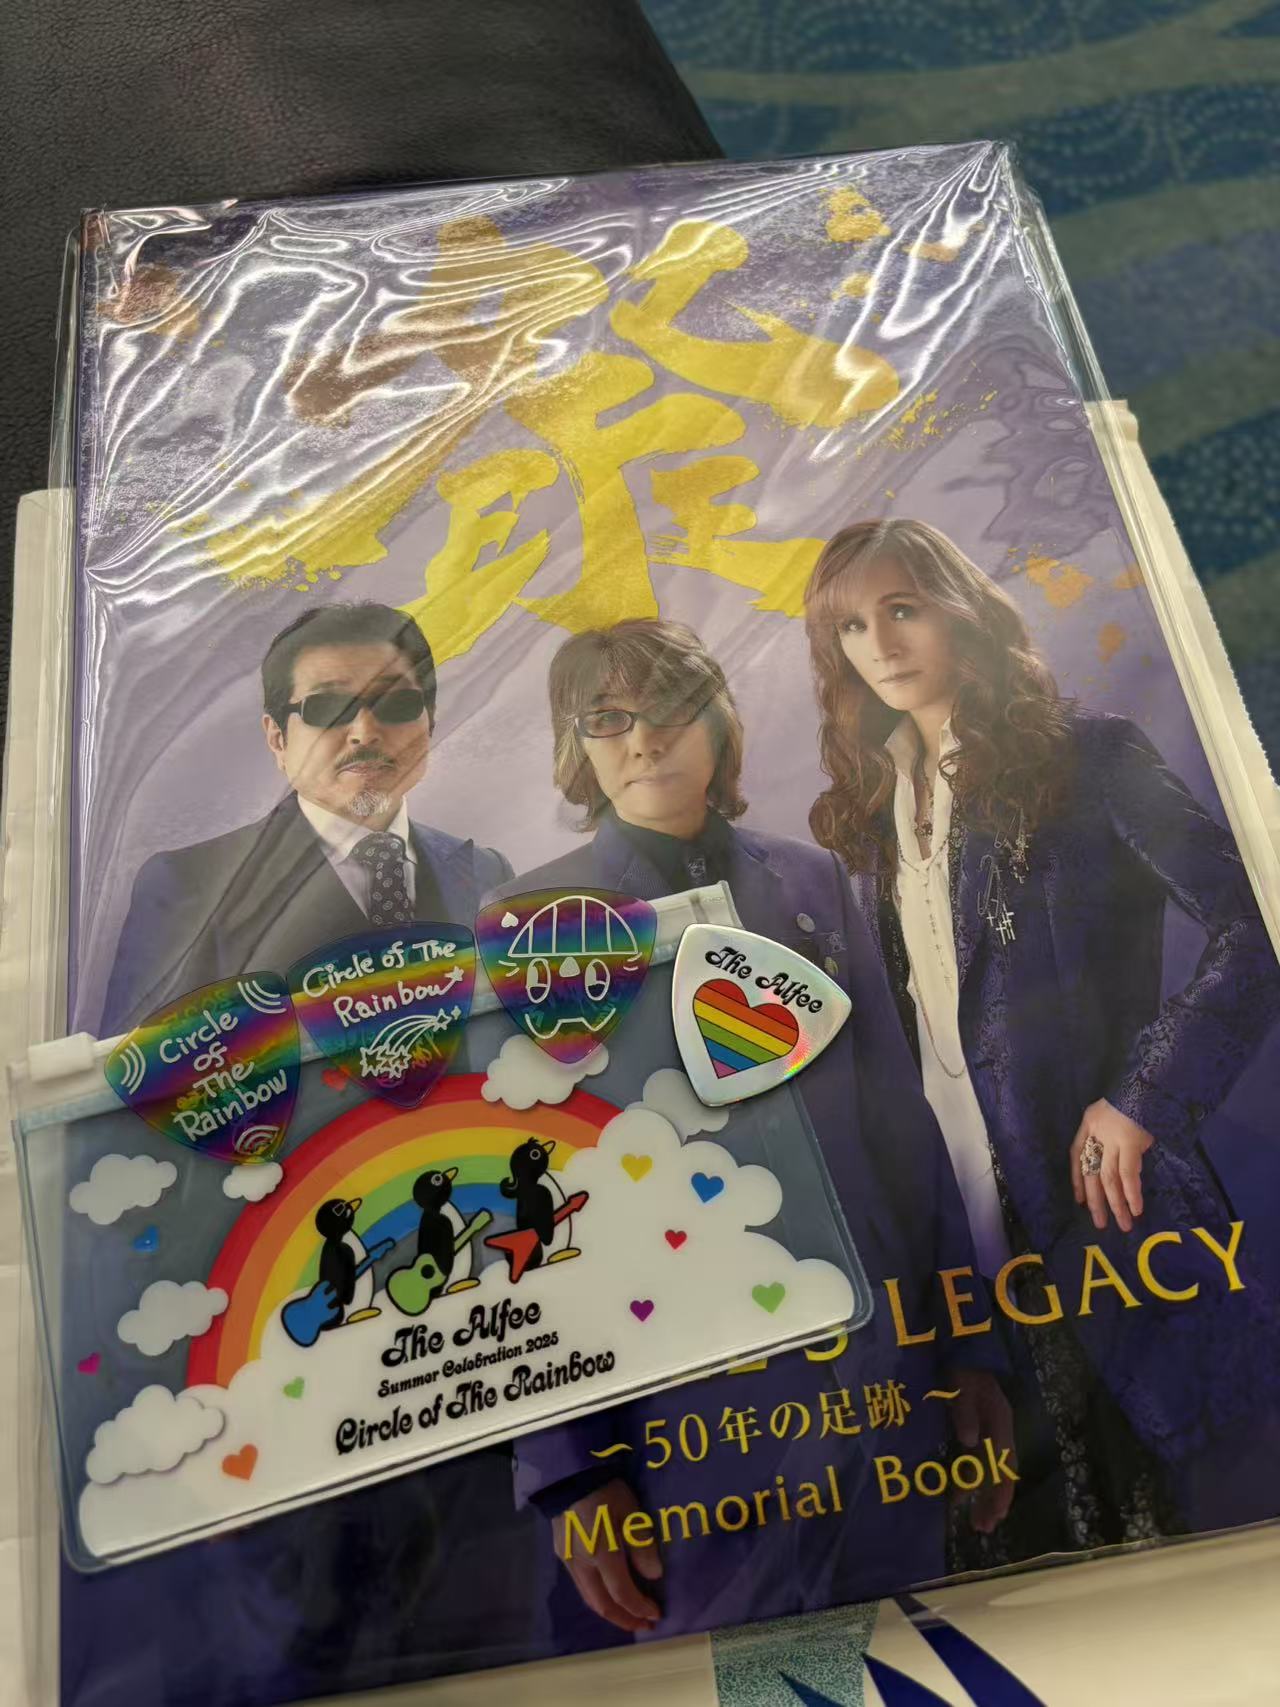 Circle
of
The
Rainbow
Circle of The
Rainbow
The Alfee
The Alfee
Summer Celebration 2025
Circle of The Rainbow
LEGACY
～50年の足跡～
Memorial Book